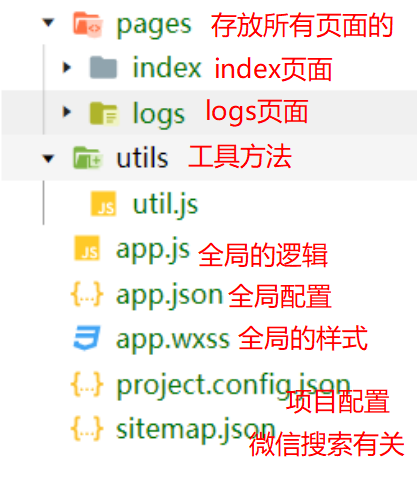 pages 存放所有页面的
index index页面
logs logs页面
utils 工具方法
JS util.js
JS app.js 全局的逻辑
{...} app.json 全局配置
app.wxss 全局的样式
{...} project.config.json
项目配置
{...} sitemap.json
微信搜索有关